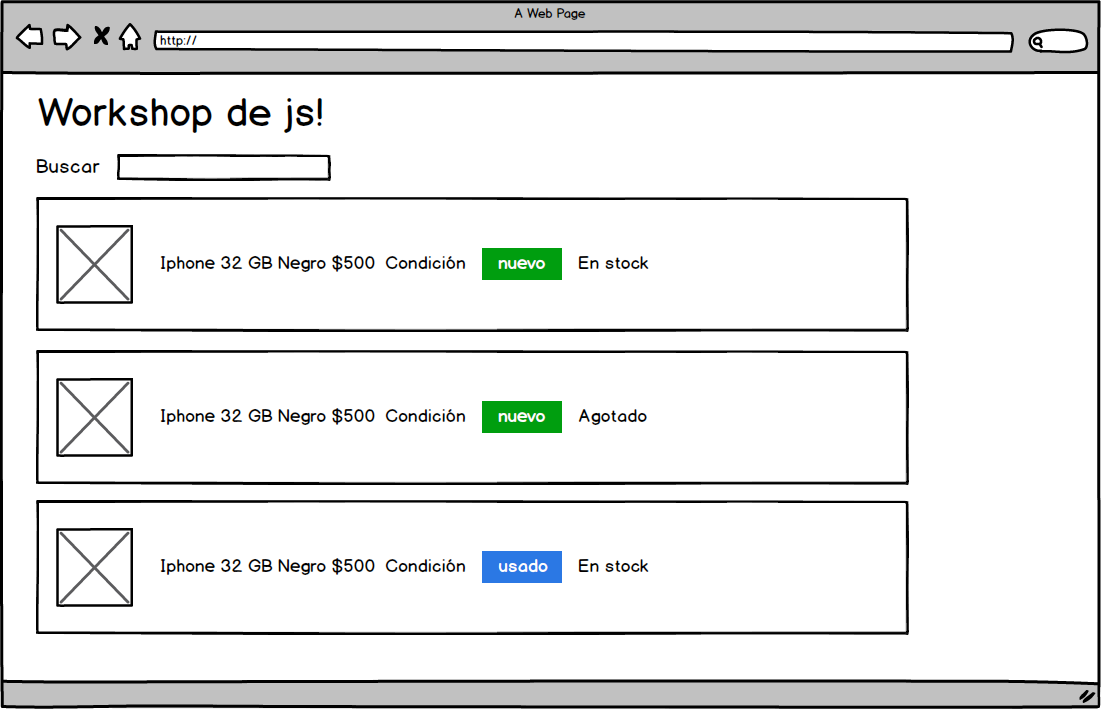 A Web Page
http://
Workshop de js!
Buscar
Iphone 32 GB Negro $500 Condición nuevo En stock
Iphone 32 GB Negro $500 Condición nuevo Agotado
Iphone 32 GB Negro $500 Condición usado En stock